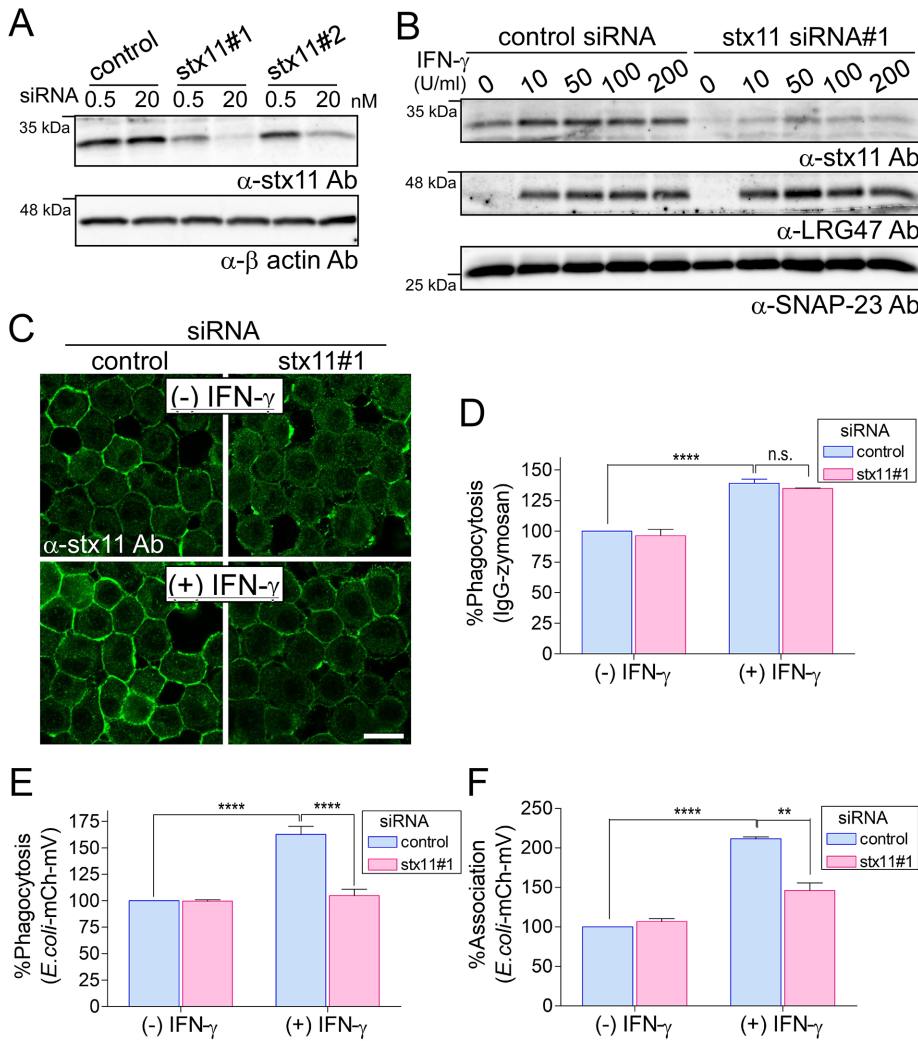 A
control
stx11#1
stx11#2
siRNA
0.5 20 0.5 20 0.5 20 nM
35 kDa
α-stx11 Ab
48 kDa
α-β actin Ab
B
control siRNA
stx11 siRNA#1
IFN-γ
(U/ml)
0 10 50 100 200 0 10 50 100 200
35 kDa
α-stx11 Ab
48 kDa
α-LRG47 Ab
25 kDa
α-SNAP-23 Ab
C
siRNA
control
stx11#1
(-) IFN-γ
α-stx11 Ab
(+) IFN-γ
D
%Phagocytosis
(IgG-zymosan)
150
125
100
75
50
25
0
****
n.s.
siRNA
control
stx11#1
(-) IFN-γ
(+) IFN-γ
E
%Phagocytosis
(E.coli-mCh-mV)
175
150
125
100
75
50
25
0
****
****
siRNA
control
stx11#1
(-) IFN-γ
(+) IFN-γ
F
%Association
(E.coli-mCh-mV)
250
200
150
100
50
0
****
**
siRNA
control
stx11#1
(-) IFN-γ
(+) IFN-γ